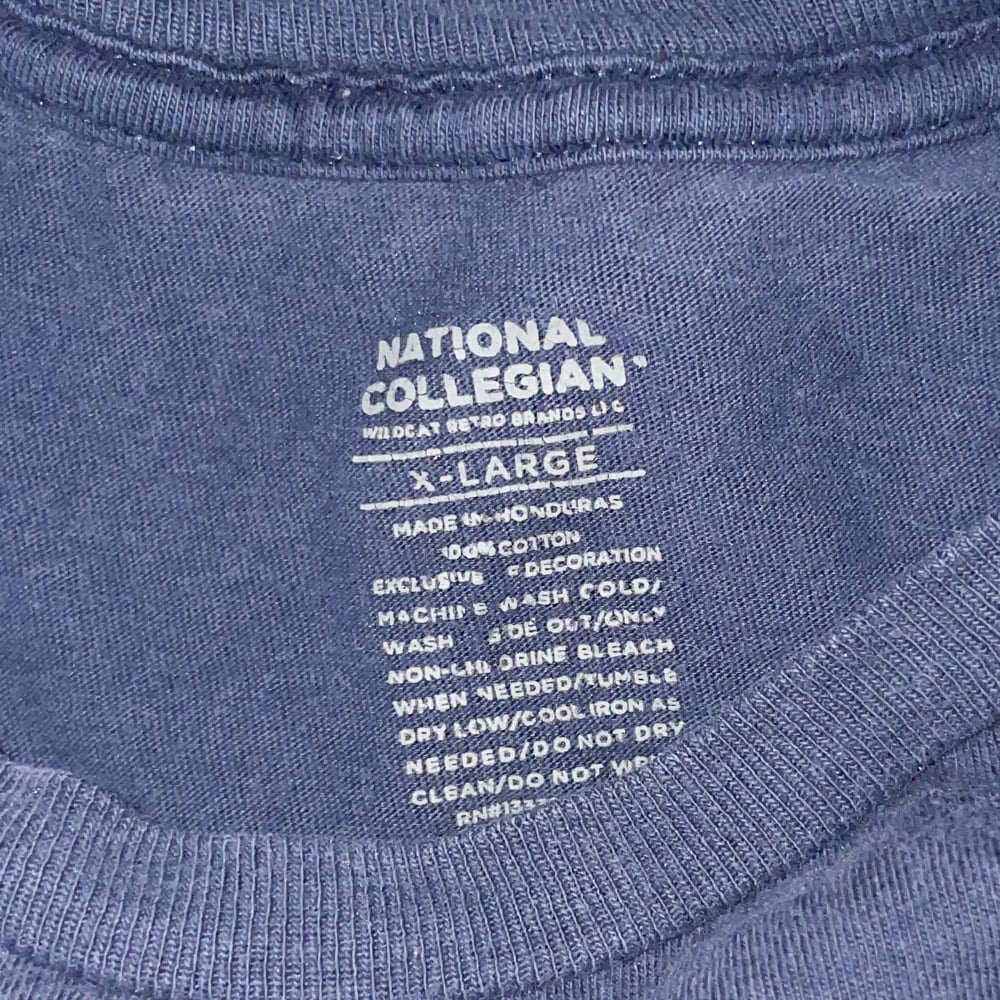 NATIONAL
COLLEGIAN
WILDCAT RETRO BRANDS LLC
X-LARGE
MADE IN HONDURAS
100% COTTON
EXCLUSIVE OF DECORATION
MACHINE WASH COLD/
WASH SIDE OUT/ONLY
NON-CHLORINE BLEACH
WHEN NEEDED/TUMBLE
DRY LOW/COOL IRON AS
NEEDED/DO NOT DRY
CLEAN/DO NOT